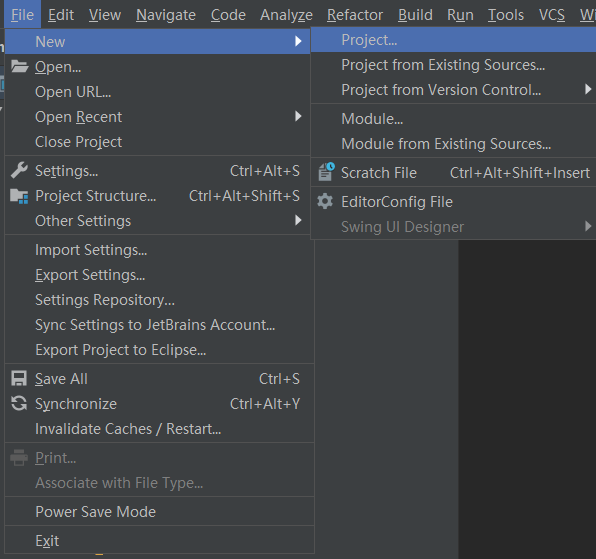 File Edit View Navigate Code Analyze Refactor Build Run Tools VCS
New
Open...
Open URL...
Open Recent
Close Project
Settings... Ctrl+Alt+S
Project Structure... Ctrl+Alt+Shift+S
Other Settings
Import Settings...
Export Settings...
Settings Repository...
Sync Settings to JetBrains Account...
Export Project to Eclipse...
Save All Ctrl+S
Synchronize Ctrl+Alt+Y
Invalidate Caches / Restart...
Print...
Associate with File Type...
Power Save Mode
Exit
Project...
Project from Existing Sources...
Project from Version Control...
Module...
Module from Existing Sources...
Scratch File Ctrl+Alt+Shift+Insert
EditorConfig File
Swing UI Designer